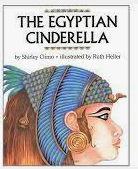 THE EGYPTIAN
CINDERELLA
by Shirley Climo • illustrated by Ruth Heller